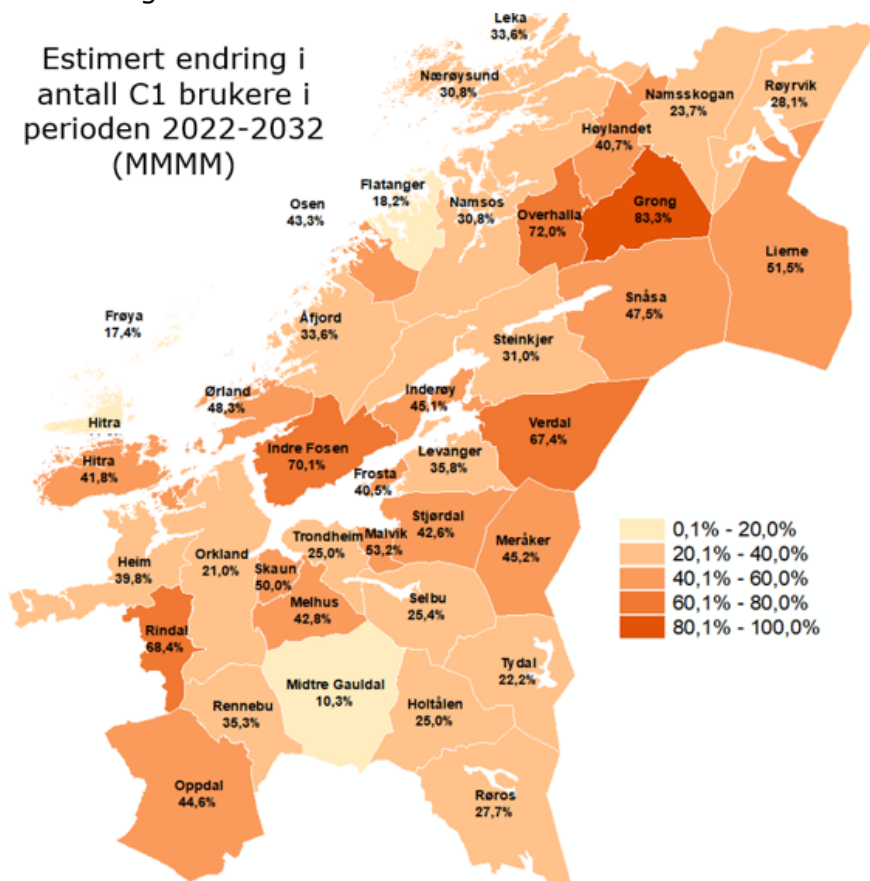 Estimert endring i
antall C1 brukere i
perioden 2022-2032
(MMMM)
Leka
33,6%
Nærøysund
30,8%
Namsskogan
23,7%
Røyrvik
28,1%
Høylandet
40,7%
Flatanger
18,2%
Namsos
30,8%
Osen
43,3%
Overhalla
72,0%
Grong
83,3%
Lierne
51,5%
Snåsa
47,5%
Frøya
17,4%
Åfjord
33,6%
Steinkjer
31,0%
Ørland
48,3%
Inderøy
45,1%
Verdal
67,4%
Hitra
Indre Fosen
70,1%
Levanger
35,8%
Hitra
41,8%
Frosta
40,5%
Stjørdal
42,6%
Meråker
45,2%
Trondheim
25,0%
Malvik
53,2%
Heim
39,8%
Orkland
21,0%
Skaun
50,0%
Melhus
42,8%
Selbu
25,4%
Rindal
68,4%
Tydal
22,2%
Midtre Gauldal
10,3%
Rennebu
35,3%
Holtålen
25,0%
Oppdal
44,6%
Røros
27,7%
0,1% - 20,0%
20,1% - 40,0%
40,1% - 60,0%
60,1% - 80,0%
80,1% - 100,0%